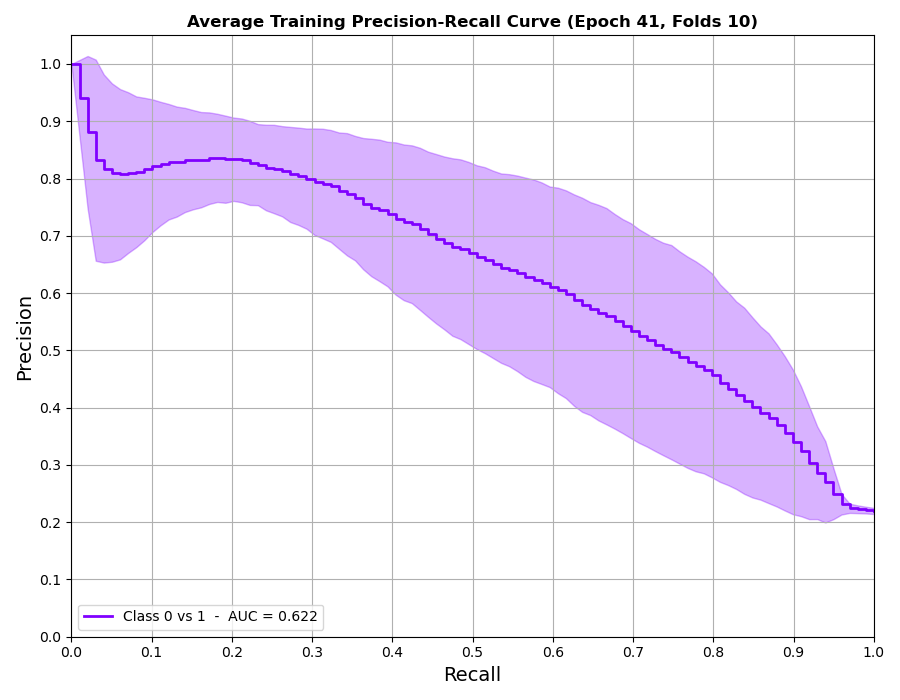 Average Training Precision-Recall Curve (Epoch 41, Folds 10)
Precision
1.0
0.9
0.8
0.7
0.6
0.5
0.4
0.3
0.2
0.1
0.0
Class 0 vs 1 - AUC = 0.622
0.0 0.1 0.2 0.3 0.4 0.5 0.6 0.7 0.8 0.9 1.0
Recall